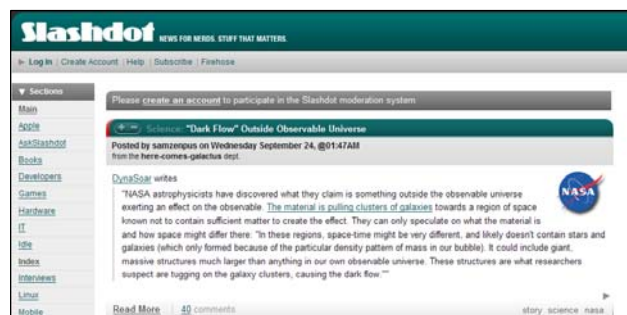 Slashdot NEWS FOR NERDS. STUFF THAT MATTERS.
Log In | Create Account | Help | Subscribe | Firehose
Sections
Main
Apple
AskSlashdot
Books
Developers
Games
Hardware
IT
Idle
Index
Interviews
Linux
Mobile
Please create an account to participate in the Slashdot moderation system
Science: "Dark Flow" Outside Observable Universe
Posted by samzenpus on Wednesday September 24, @01:47AM
from the here-comes-galactus dept.
DynaSoar writes
"NASA astrophysicists have discovered what they claim is something outside the observable universe
exerting an effect on the observable. The material is pulling clusters of galaxies towards a region of space
known not to contain sufficient matter to create the effect. They can only speculate on what the material is
and how space might differ there: "In these regions, space-time might be very different, and likely doesn't contain stars and
galaxies (which only formed because of the particular density pattern of mass in our bubble). It could include giant,
massive structures much larger than anything in our own observable universe. These structures are what researchers
suspect are tugging on the galaxy clusters, causing the dark flow.""
NASA
Read More | 40 comments
story science nasa